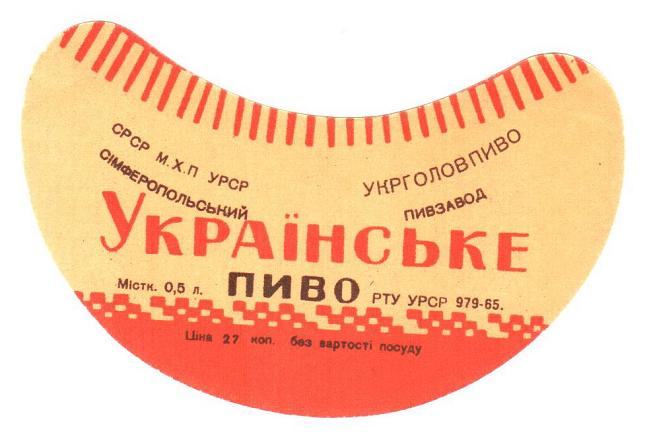 СРСР М.Х.П УРСР УКРГОЛОВПИВО
СІМФЕРОПОЛЬСЬКИЙ ПИВЗАВОД
УКРАЇНСЬКЕ
ПИВО
Містк. 0,5 л. РТУ УРСР 979-65.
Ціна 27 коп. без вартості посуду